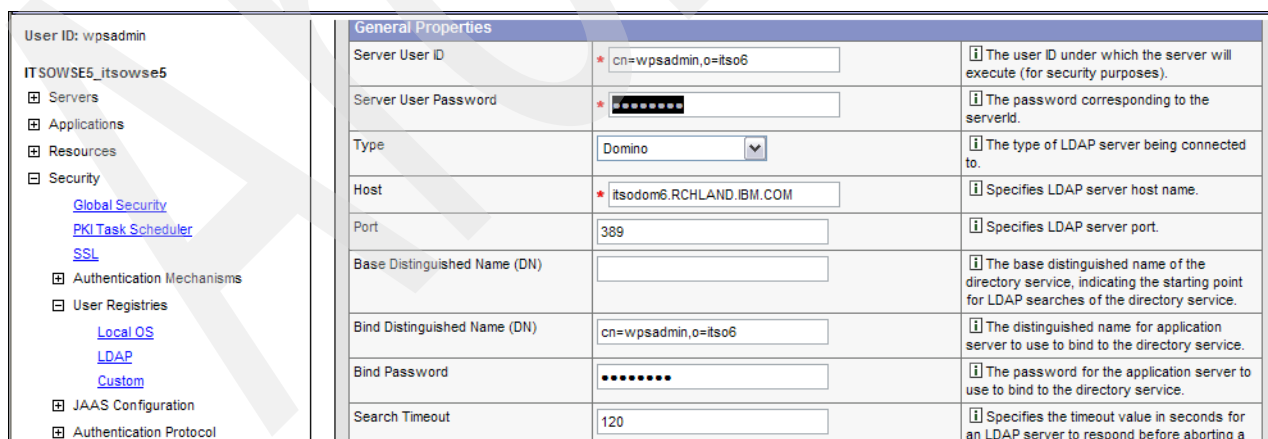 User ID: wpsadmin
ITSOWSE5_itsowse5
Servers
Applications
Resources
Security
Global Security
PKI Task Scheduler
SSL
Authentication Mechanisms
User Registries
Local OS
LDAP
Custom
JAAS Configuration
Authentication Protocol
General Properties
Server User ID
* cn=wpsadmin,o=itso6
i The user ID under which the server will
execute (for security purposes).
Server User Password
* ••••••••
i The password corresponding to the
serverId.
Type
Domino
i The type of LDAP server being connected
to.
Host
* itsodom6.RCHLAND.IBM.COM
i Specifies LDAP server host name.
Port
389
i Specifies LDAP server port.
Base Distinguished Name (DN)
i The base distinguished name of the
directory service, indicating the starting point
for LDAP searches of the directory service.
Bind Distinguished Name (DN)
cn=wpsadmin,o=itso6
i The distinguished name for application
server to use to bind to the directory service.
Bind Password
••••••••
i The password for the application server to
use to bind to the directory service.
Search Timeout
120
i Specifies the timeout value in seconds for
an LDAP server to respond before aborting a